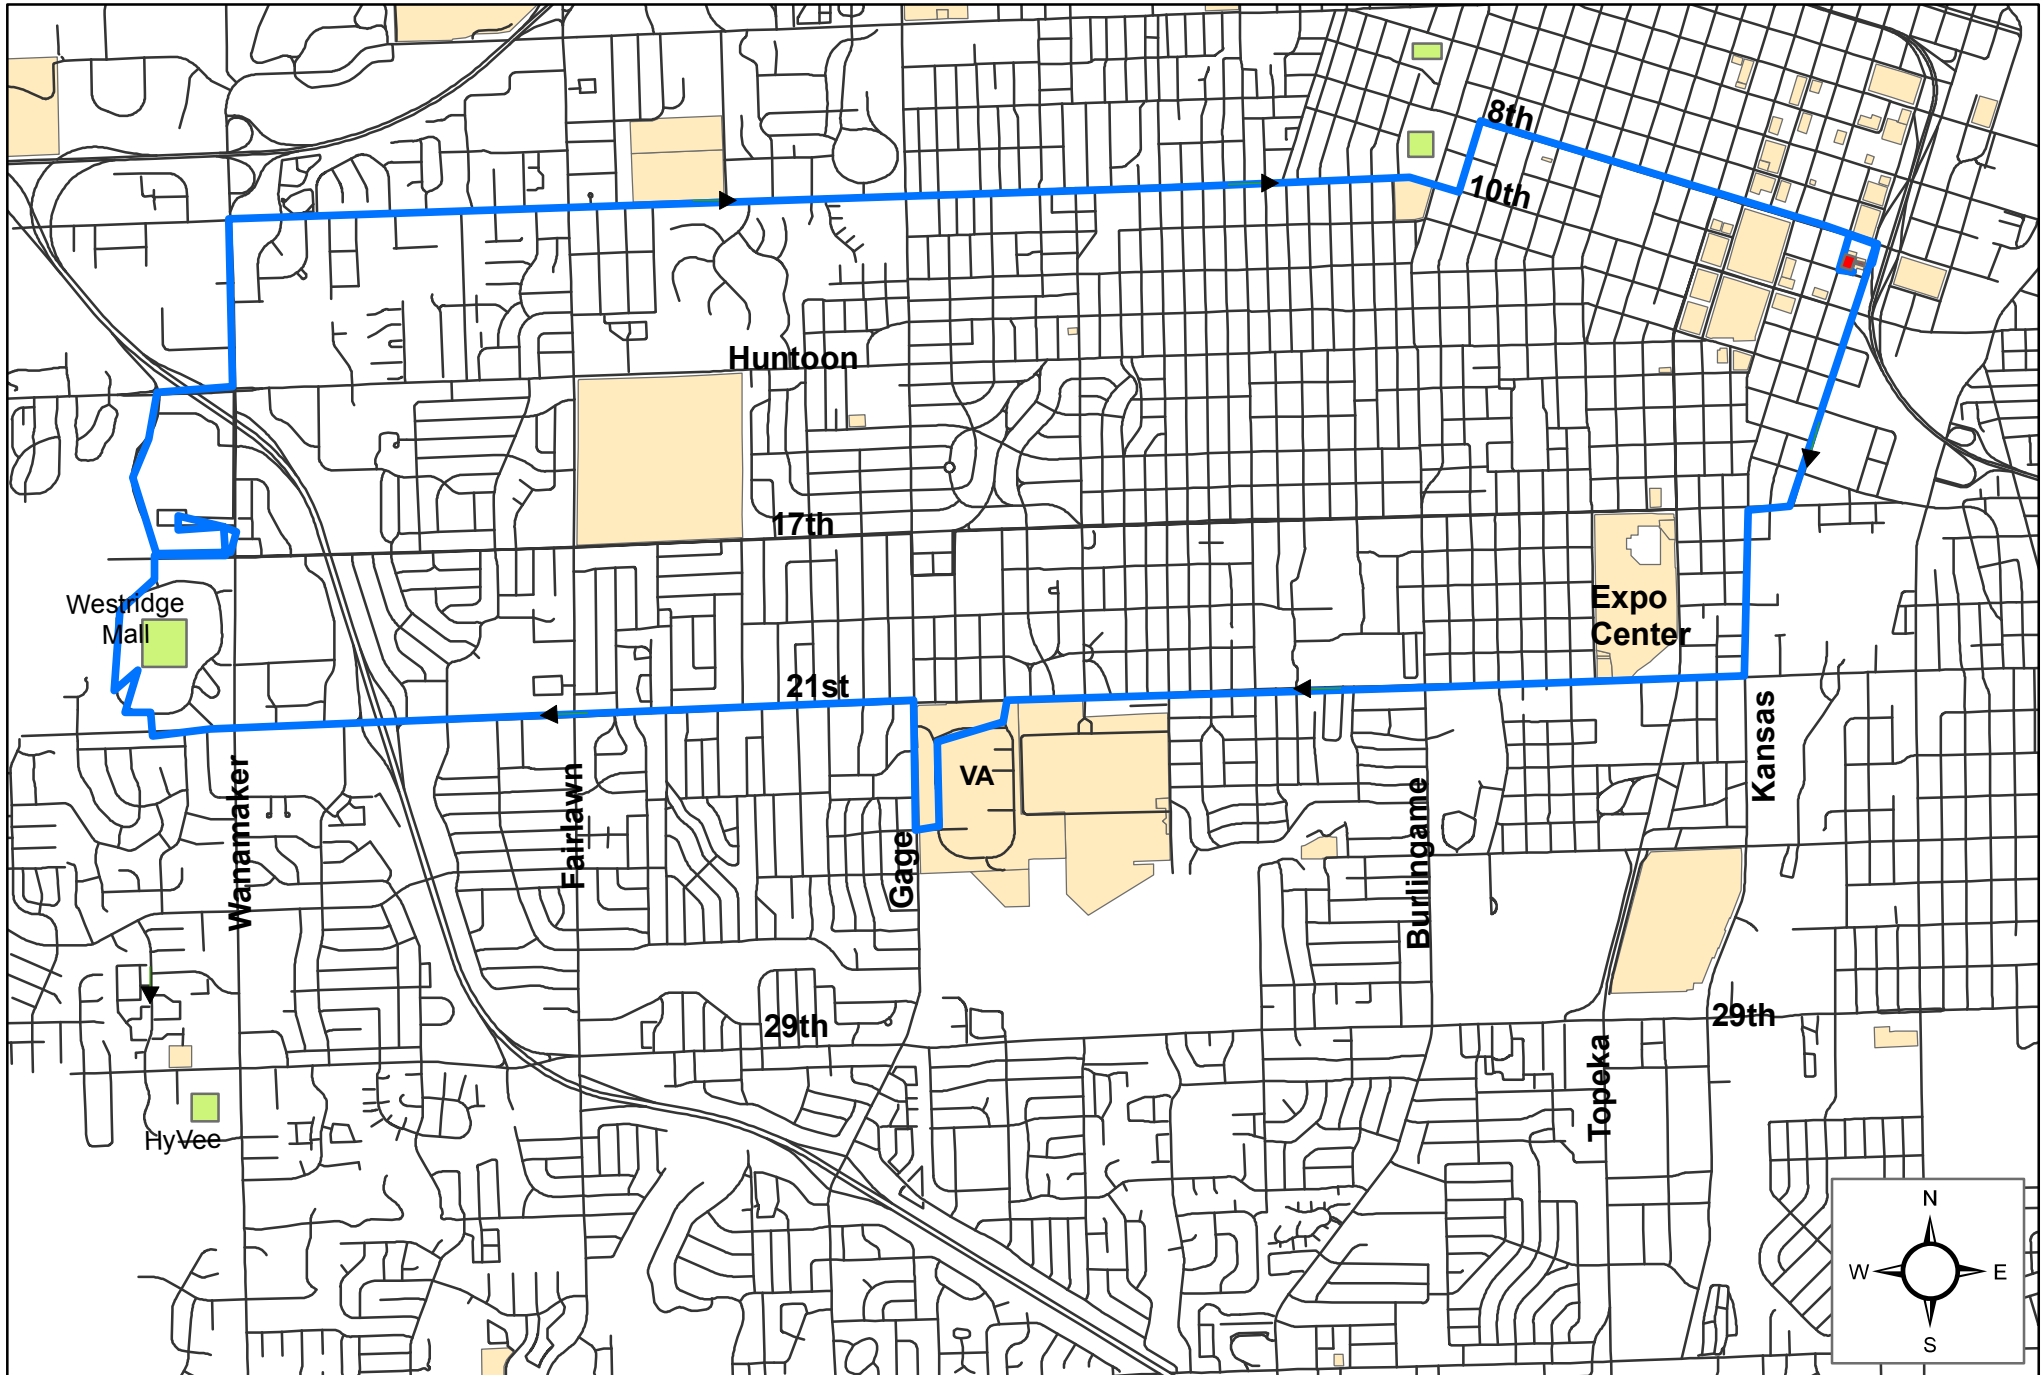 8th
10th
Huntoon
17th
Westridge
Mall
Expo
Center
21st
Kansas
VA
Wanamaker
Fairlawn
Gage
Burlingame
29th
29th
Topeka
HyVee
N
W
E
S